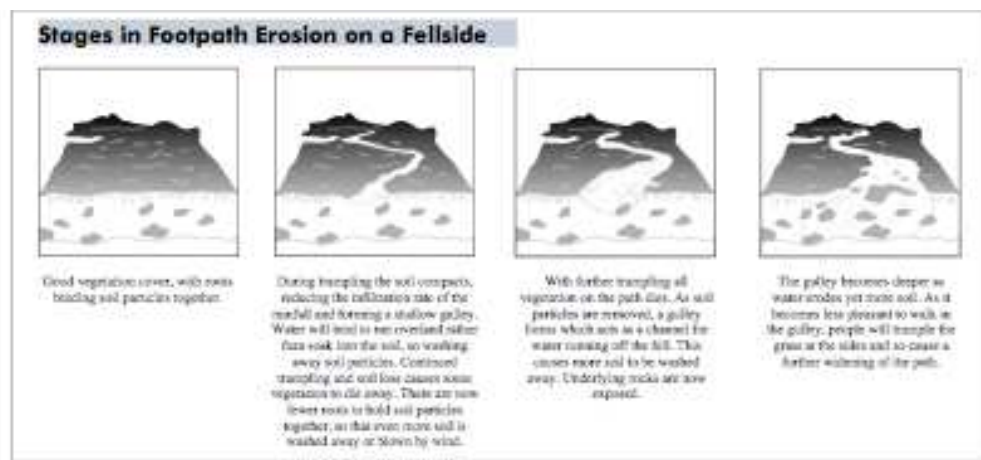 Stages in Footpath Erosion on a Fellside
Good vegetation cover, with roots
binding soil particles together.
During trampling the soil compacts,
reducing the infiltration rate of the
rainfall and forming a shallow gulley.
Water will tend to run overland rather
than soak into the soil, so washing
away soil particles. Continued
trampling and soil loss causes some
vegetation to die away. There are now
fewer roots to hold soil particles
together, so that even more soil is
washed away or blown by wind.
With further trampling all
vegetation on the path dies. As soil
particles are removed, a gulley
forms which acts as a channel for
water running off the hill. This
causes more soil to be washed
away. Underlying rocks are now
exposed.
The gulley becomes deeper as
water erodes yet more soil. As it
becomes less pleasant to walk in
the gulley, people will trample the
grass at the sides and so cause a
further widening of the path.